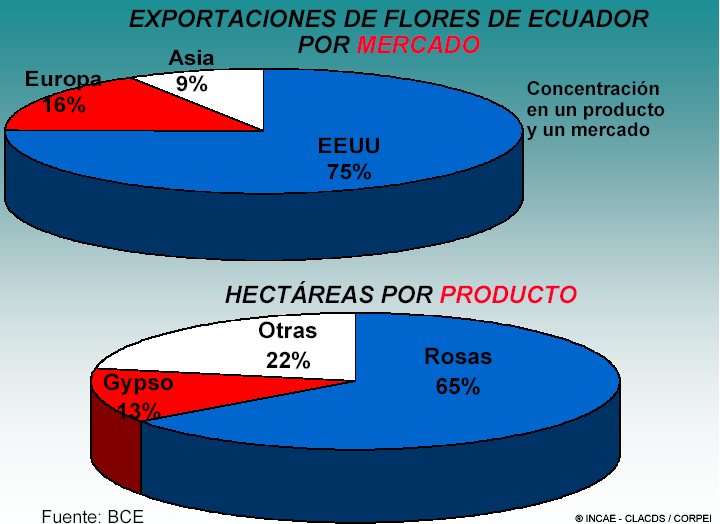 EXPORTACIONES DE FLORES DE ECUADOR
POR MERCADO
Asia
9%
Europa
16%
EEUU
75%
Concentración
en un producto
y un mercado
HECTÁREAS POR PRODUCTO
Otras
22%
Rosas
65%
Gypso
13%
Fuente: BCE
® INCAE - CLACDS / CORPEI